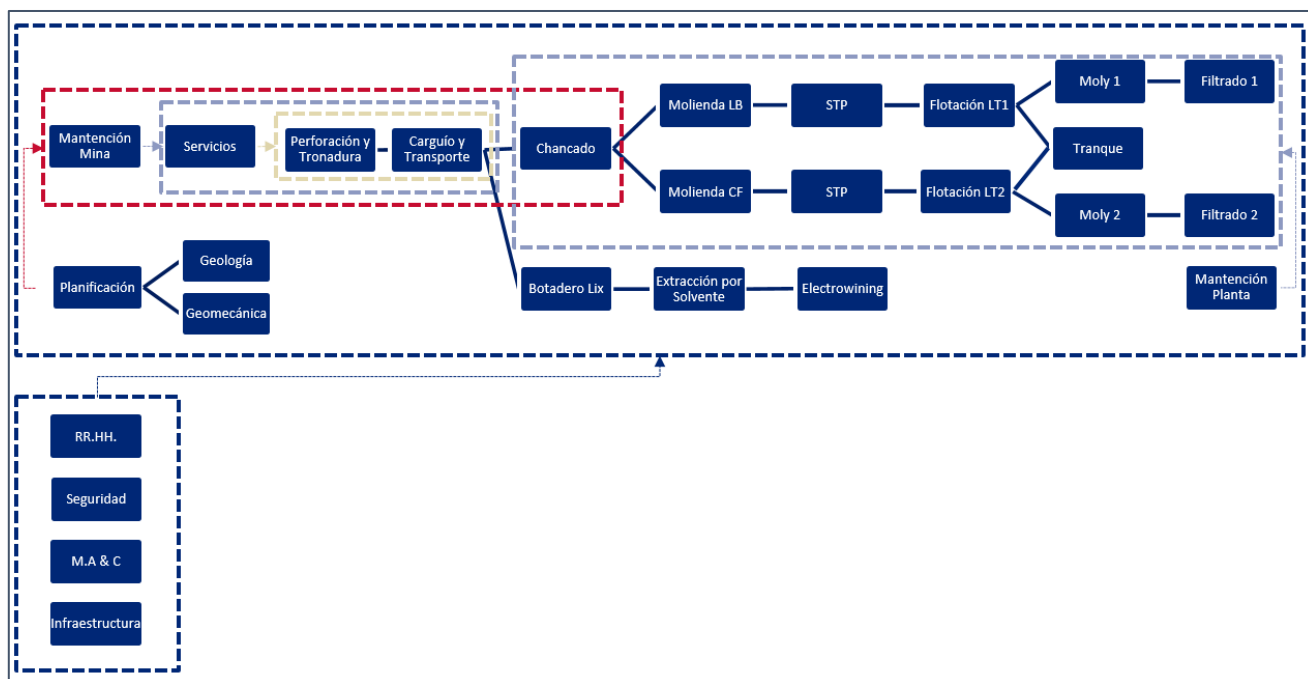 Mantención
Mina
Servicios
Perforación y
Tronadura
Carguío y
Transporte
Chancado
Molienda LB
STP
Flotación LT1
Moly 1
Filtrado 1
Tranque
Molienda CF
STP
Flotación LT2
Moly 2
Filtrado 2
Planificación
Geología
Geomecánica
Botadero Lix
Extracción por
Solvente
Electrowining
Mantención
Planta
RR.HH.
Seguridad
M.A & C
Infraestructura